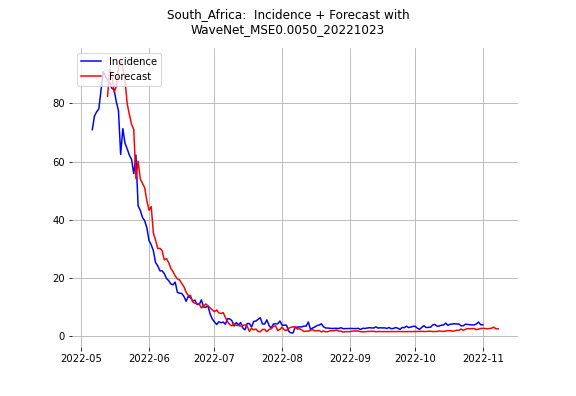 South_Africa:  Incidence + Forecast with
WaveNet_MSE0.0050_20221023
Incidence
Forecast
80
60
40
20
0
2022-05 2022-06 2022-07 2022-08 2022-09 2022-10 2022-11